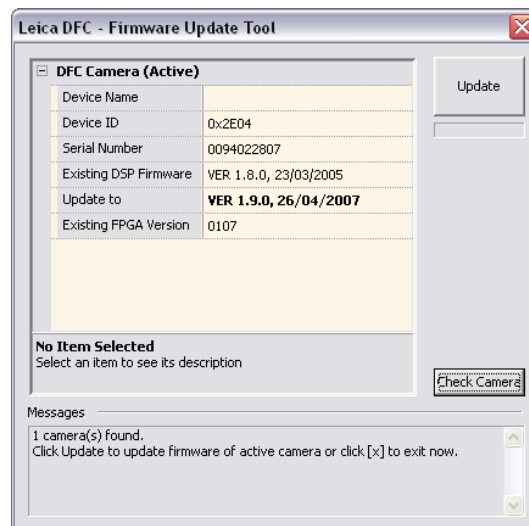 Leica DFC - Firmware Update Tool
DFC Camera (Active)
Update
Device Name
Device ID 0x2E04
Serial Number 0094022807
Existing DSP Firmware VER 1.8.0, 23/03/2005
Update to VER 1.9.0, 26/04/2007
Existing FPGA Version 0107
No Item Selected
Select an item to see its description
Check Camera
Messages
1 camera(s) found.
Click Update to update firmware of active camera or click [x] to exit now.